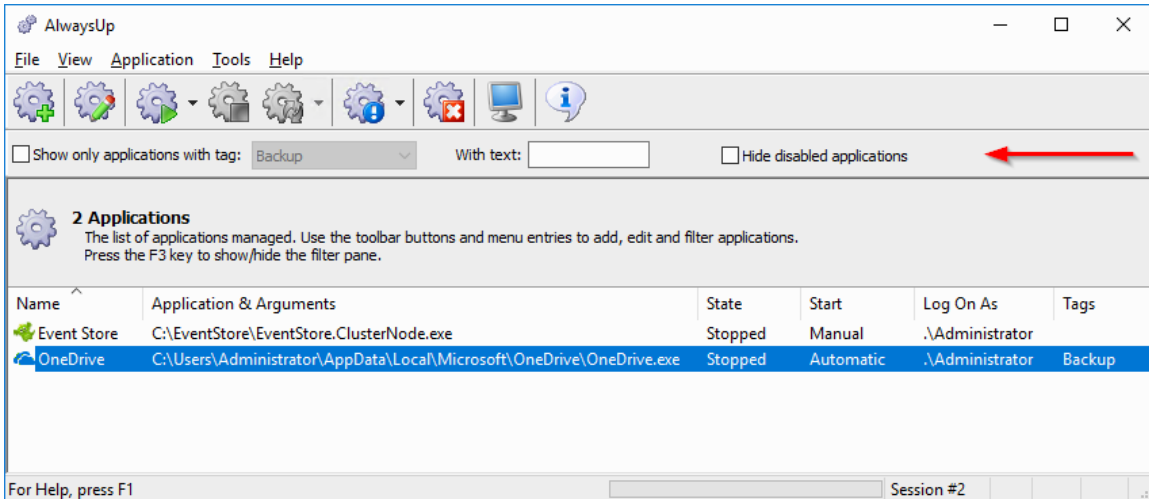 AlwaysUp
File View Application Tools Help
Show only applications with tag: Backup With text: Hide disabled applications
2 Applications
The list of applications managed. Use the toolbar buttons and menu entries to add, edit and filter applications.
Press the F3 key to show/hide the filter pane.
Name Application & Arguments State Start Log On As Tags
Event Store C:\EventStore\EventStore.ClusterNode.exe Stopped Manual .\Administrator
OneDrive C:\Users\Administrator\AppData\Local\Microsoft\OneDrive\OneDrive.exe Stopped Automatic .\Administrator Backup
For Help, press F1 Session #2